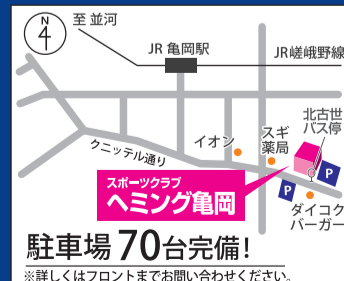 N
至 並河
JR 亀岡駅
JR嵯峨野線
クニッテル通り
イオン
スギ
薬局
北古世
バス停
P
P
スポーツクラブ
ヘミング亀岡
ダイコク
バーガー
駐車場70台完備!
※詳しくはフロントまでお問い合わせください。